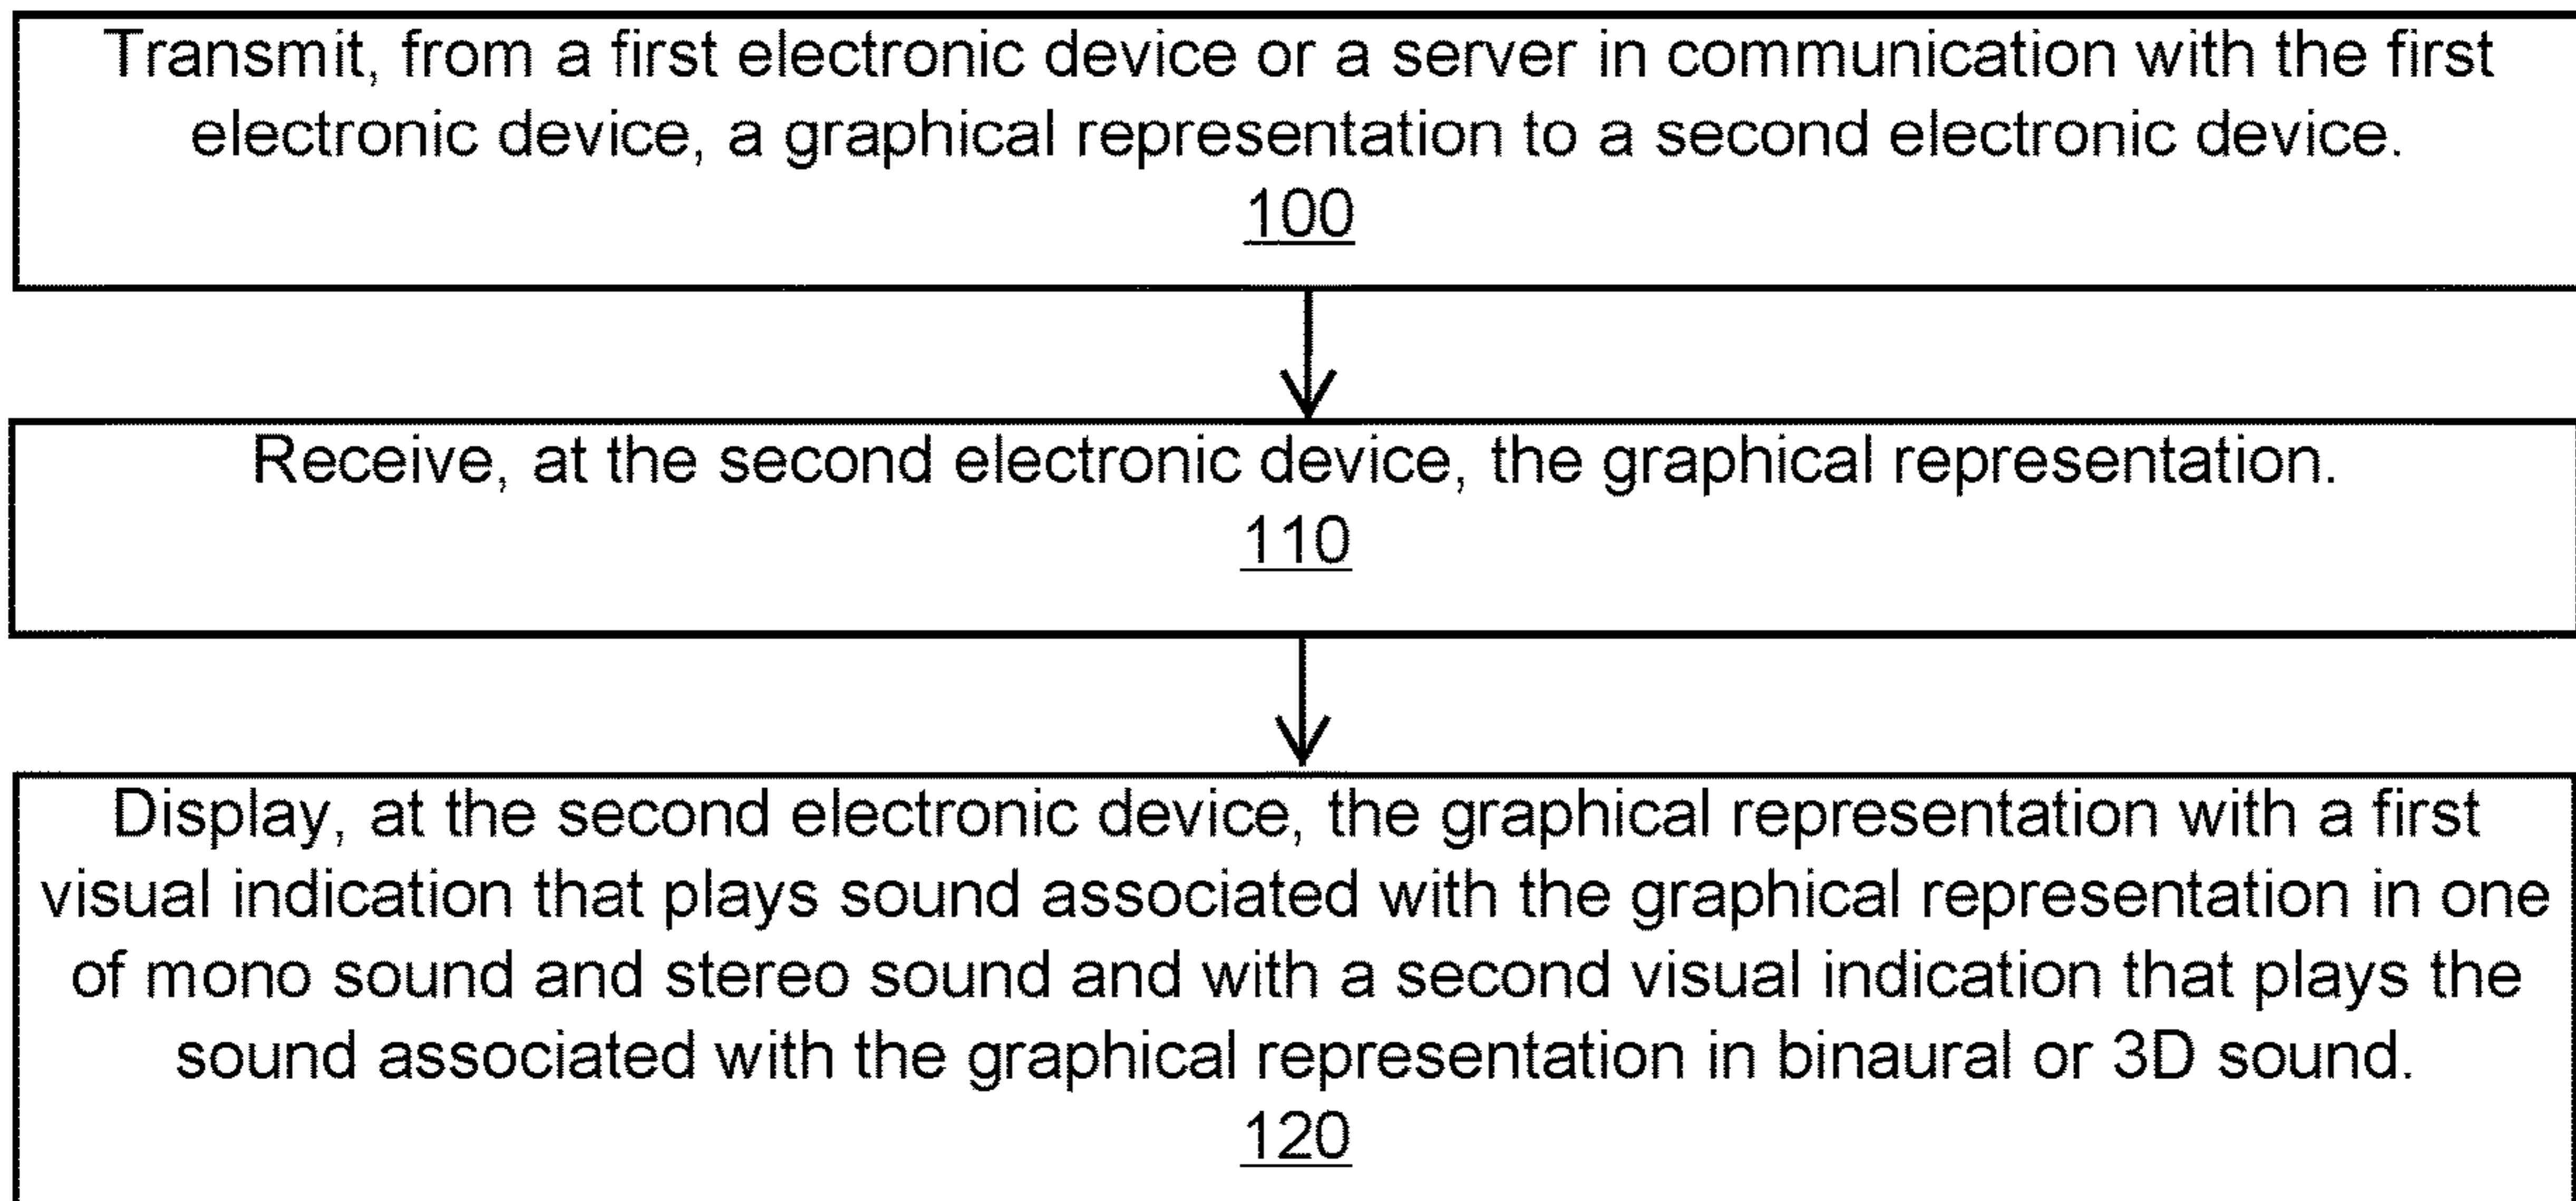 Transmit, from a first electronic device or a server in communication with the first
electronic device, a graphical representation to a second electronic device.
100
Receive, at the second electronic device, the graphical representation.
110
Display, at the second electronic device, the graphical representation with a first
visual indication that plays sound associated with the graphical representation in one
of mono sound and stereo sound and with a second visual indication that plays the
sound associated with the graphical representation in binaural or 3D sound.
120